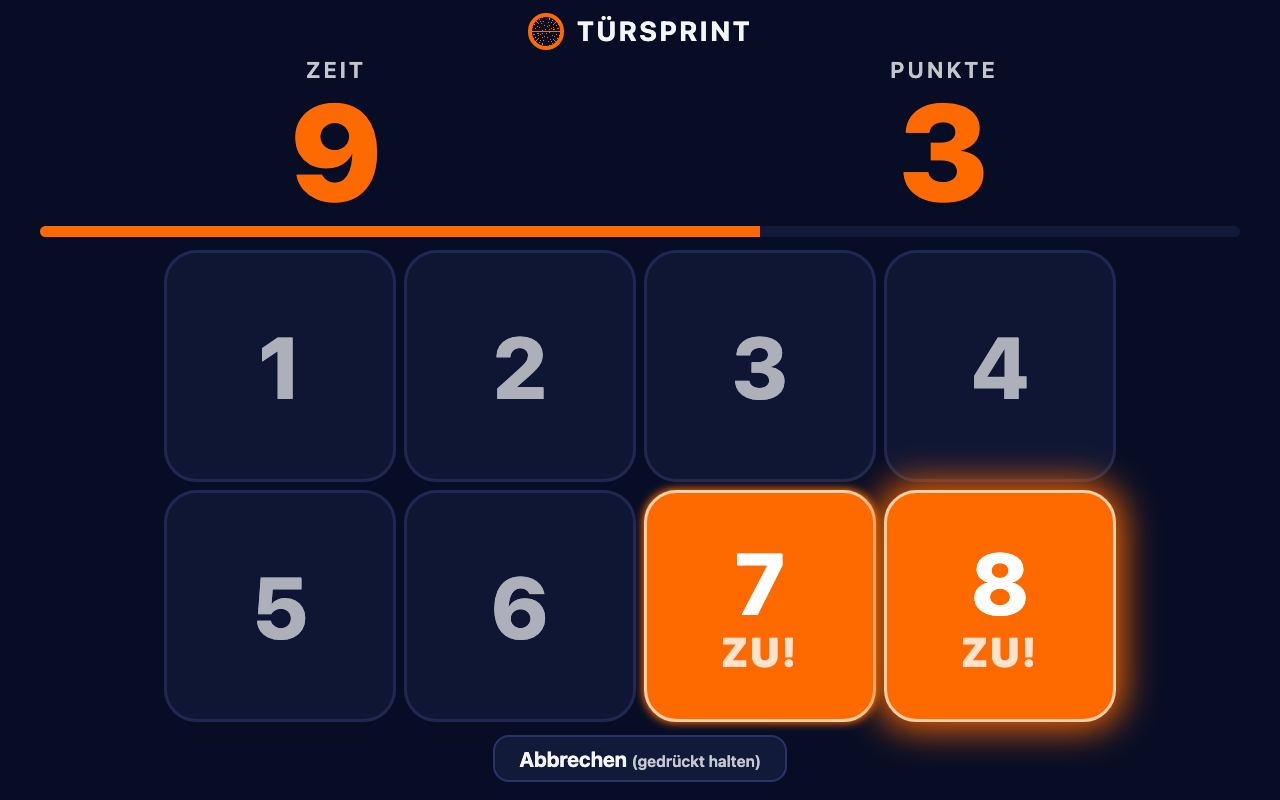 TÜRSPRINT
ZEIT
PUNKTE
9
3
1
2
3
4
5
6
7
8
ZU!
ZU!
Abbrechen (gedrückt halten)